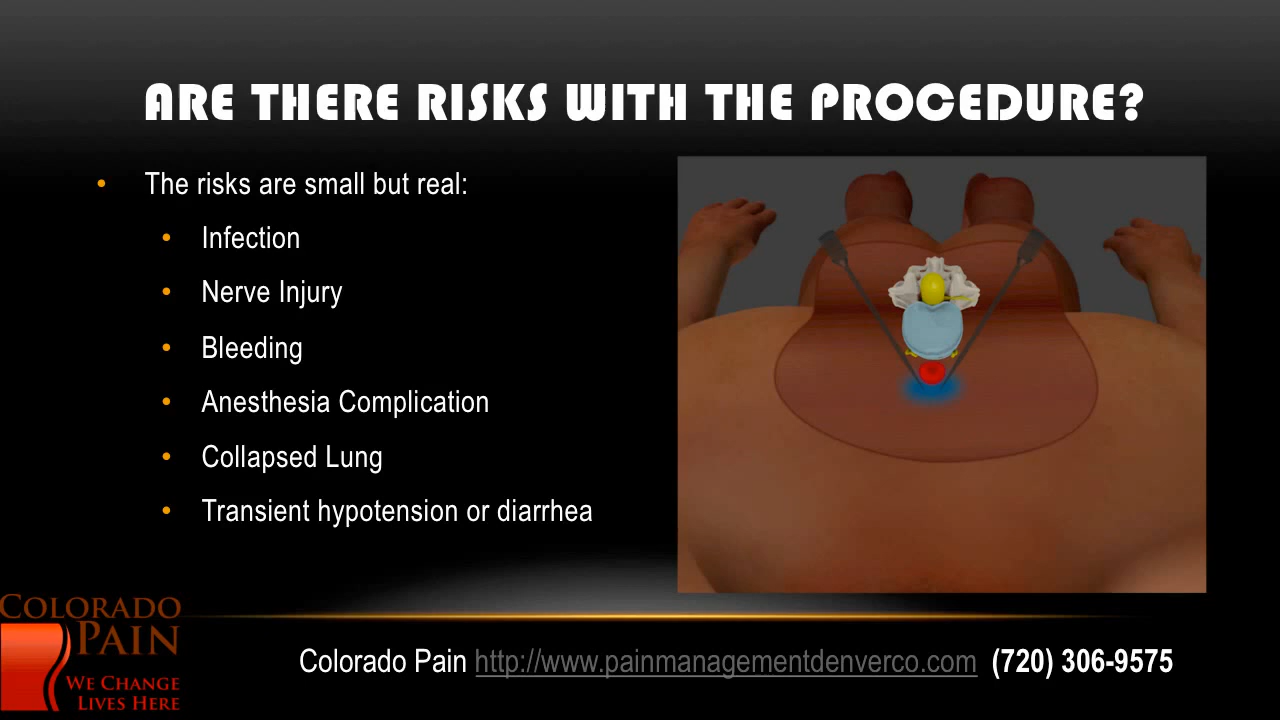 ARE THERE RISKS WITH THE PROCEDURE?
• The risks are small but real:
• Infection
• Nerve Injury
• Bleeding
• Anesthesia Complication
• Collapsed Lung
• Transient hypotension or diarrhea
COLORADO
PAIN
WE CHANGE
LIVES HERE
Colorado Pain http://www.painmanagementdenverco.com (720) 306-9575